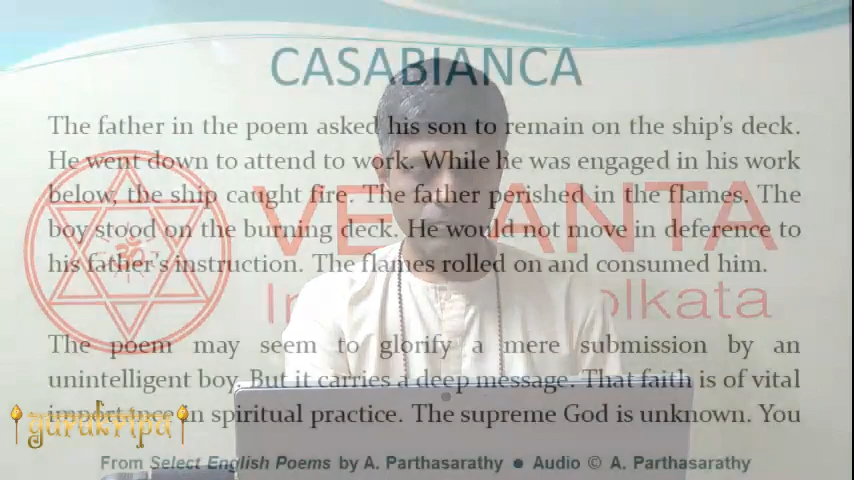 CASABIANCA
The father in the poem asked his son to remain on the ship's deck.
He went down to attend to work. While he was engaged in his work
below, the ship caught fire. The father perished in the flames. The
boy stood on the burning deck. He would not move in deference to
his father's instruction. The flames rolled on and consumed him.
VEDANTA
In olkata
ॐ
The poem may seem to glorify a mere submission by an
unintelligent boy. But it carries a deep message. That faith is of vital
importance in spiritual practice. The supreme God is unknown. You
gurukripa
From Select English Poems by A. Parthasarathy ● Audio © A. Parthasarathy